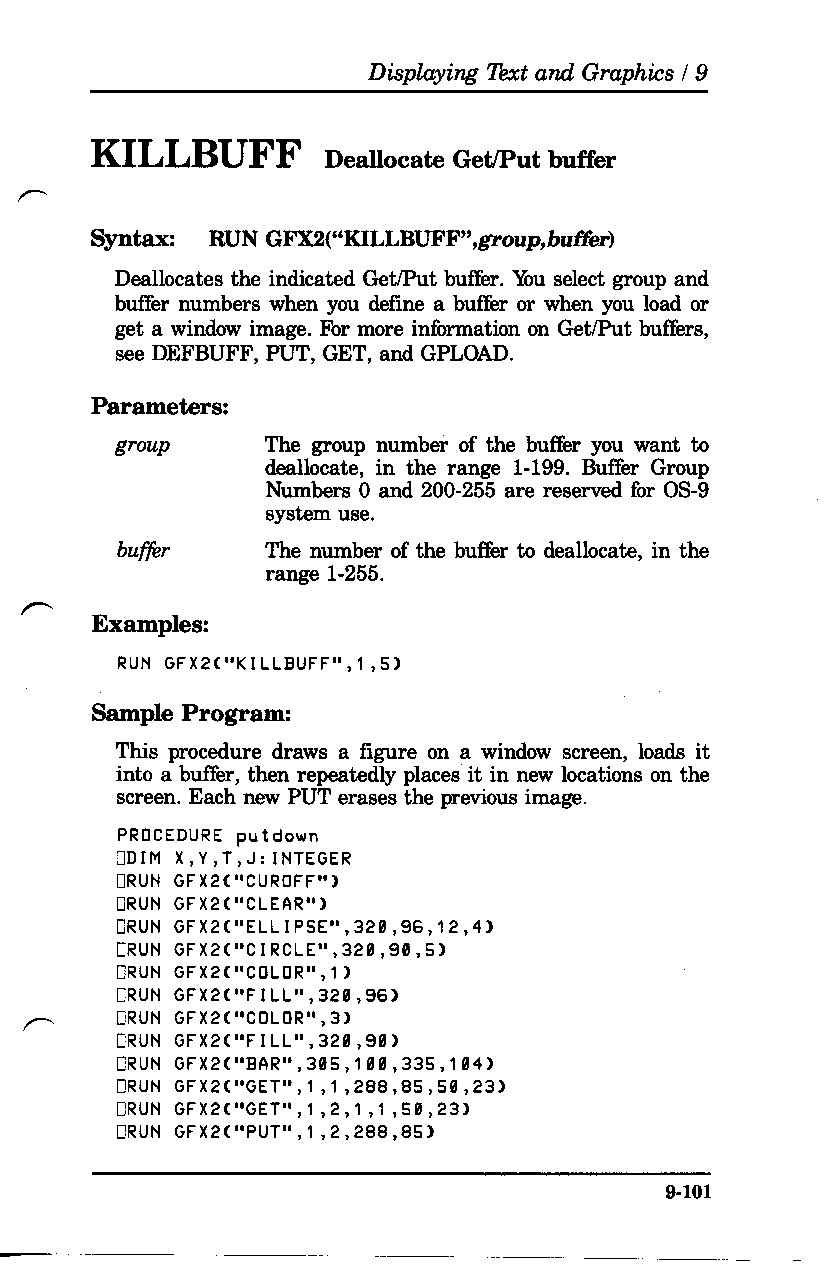 Displaying Text and Graphics / 9
KILLBUFF Deallocate Get/Put buffer
Syntax: RUN GFX2(“KILLBUFF”,group,buffer)
Deallocates the indicated Get/Put buffer. You select group and
buffer numbers when you define a buffer or when you load or
get a window image. For more information on Get/Put buffers,
see DEFBUFF, PUT, GET, and GPLOAD.
Parameters:
group The group number of the buffer you want to
deallocate, in the range 1-199. Buffer Group
Numbers 0 and 200-255 are reserved for OS-9
system use.
buffer The number of the buffer to deallocate, in the
range 1-255.
Examples:
RUN GFX2("KILLBUFF",1,5)
Sample Program:
This procedure draws a figure on a window screen, loads it
into a buffer, then repeatedly places it in new locations on the
screen. Each new PUT erases the previous image.
PROCEDURE putdown
□DIM X,Y,T,J:INTEGER
□RUN GFX2("CUROFF")
□RUN GFX2("CLEAR")
□RUN GFX2("ELLIPSE",320,96,12,4)
□RUN GFX2("CIRCLE",320,90,5)
□RUN GFX2("COLOR",1)
□RUN GFX2("FILL",320,96)
□RUN GFX2("COLOR",3)
□RUN GFX2("FILL",320,90)
□RUN GFX2("BAR",305,100,335,104)
□RUN GFX2("GET",1,1,288,85,50,23)
□RUN GFX2("GET",1,2,1,1,50,23)
□RUN GFX2("PUT",1,2,288,85)
9-101